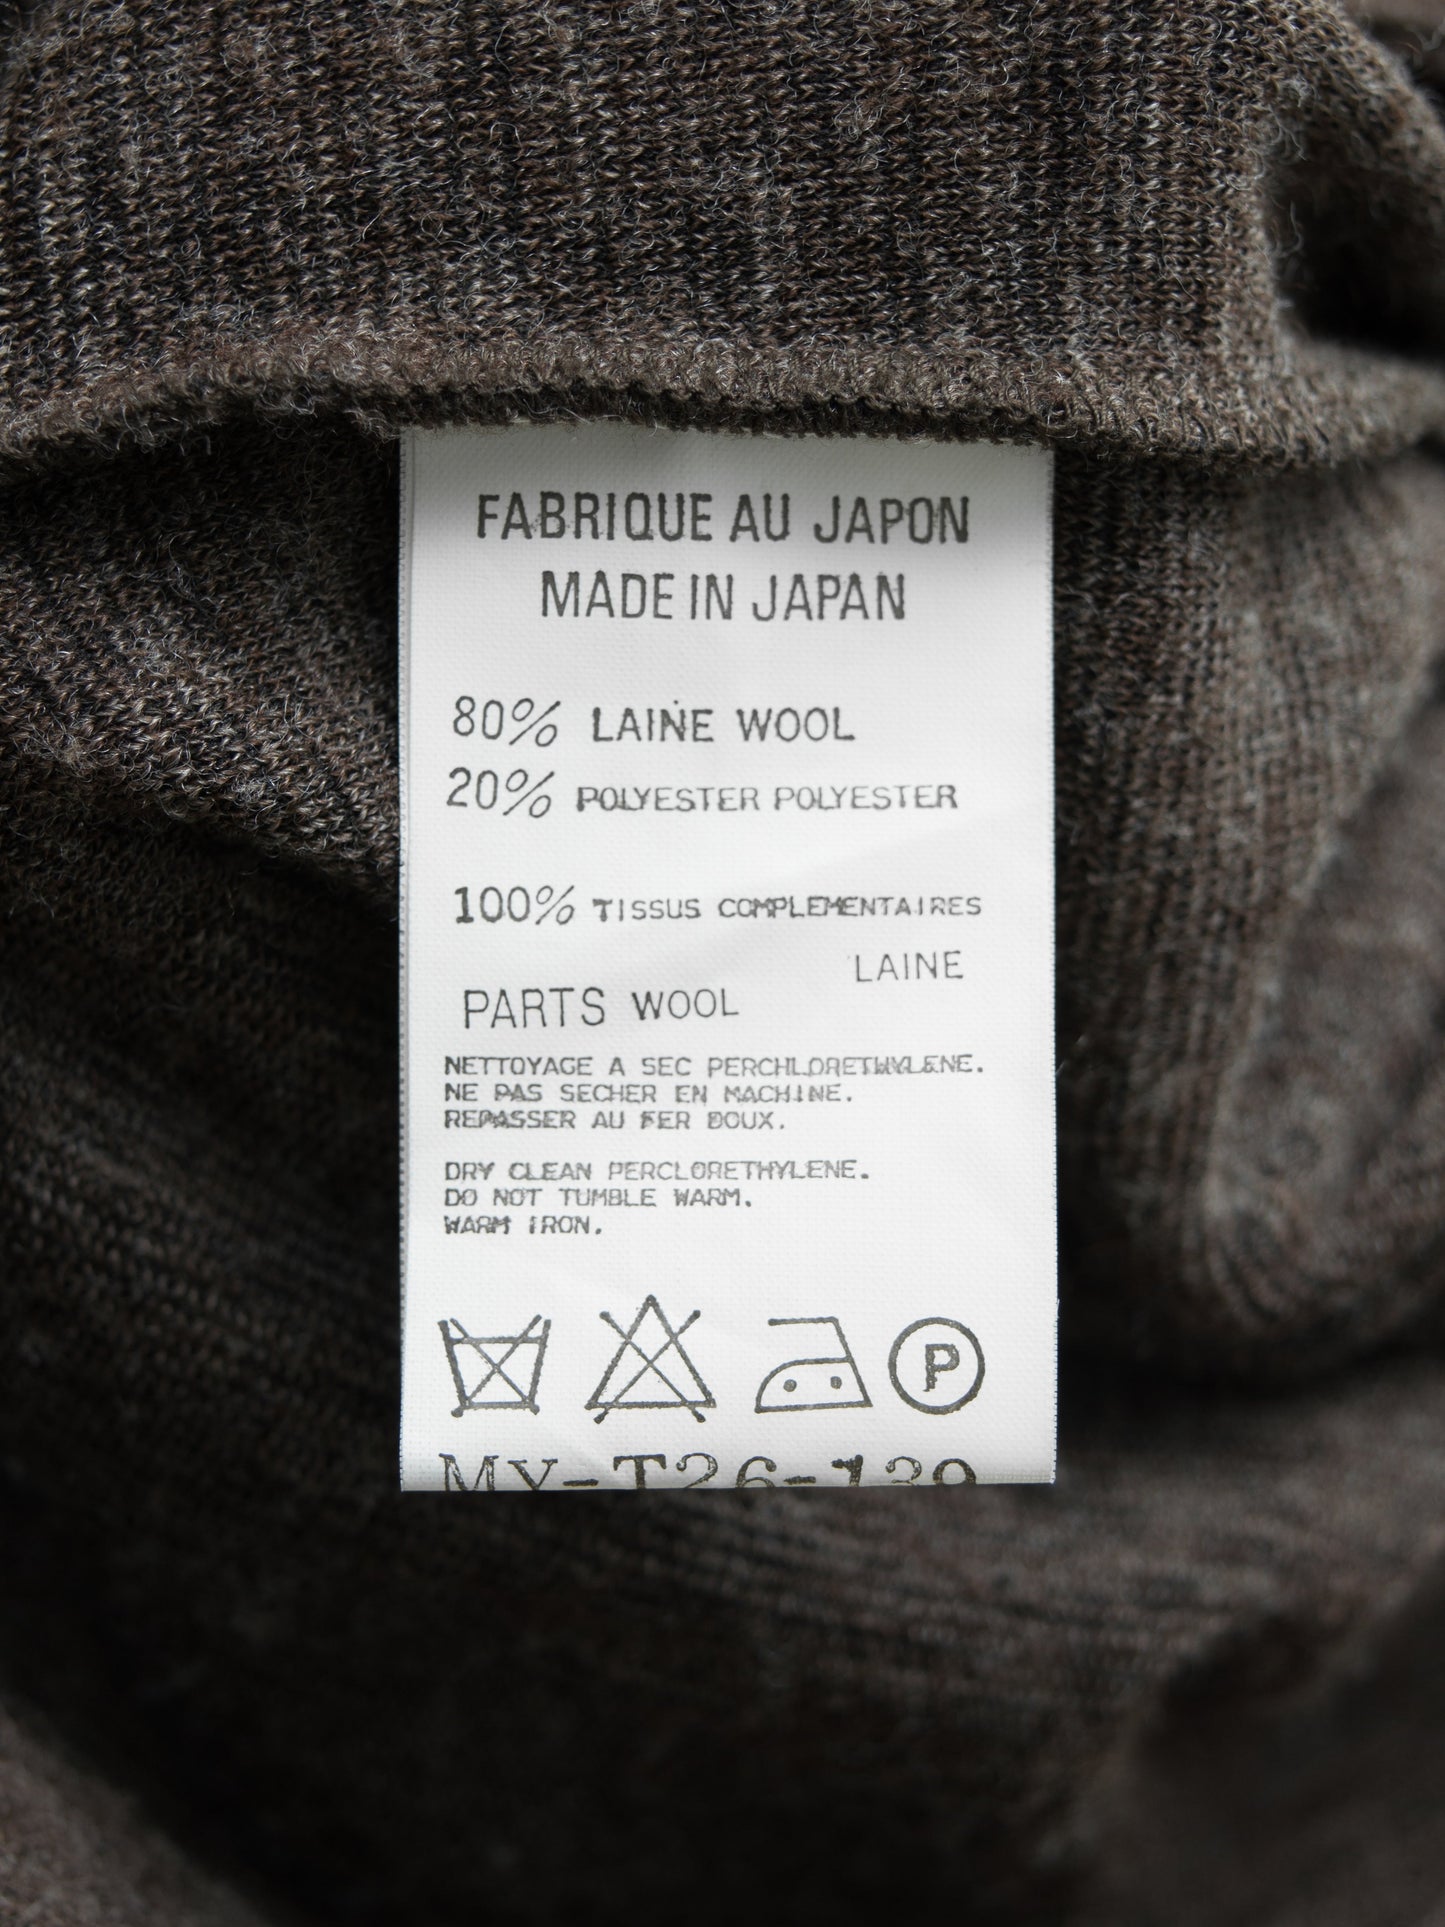 FABRIQUE AU JAPON
MADE IN JAPAN
80% LAINE WOOL
20% POLYESTER POLYESTER
100% TISSUS COMPLEMENTAIRES
LAINE
PARTS WOOL
NETTOYAGE A SEC PERCHLORETHYLENE.
NE PAS SECHER EN MACHINE.
REPASSER AU FER DOUX.
DRY CLEAN PERCLORETHYLENE.
DO NOT TUMBLE WARM.
WARM IRON.
P